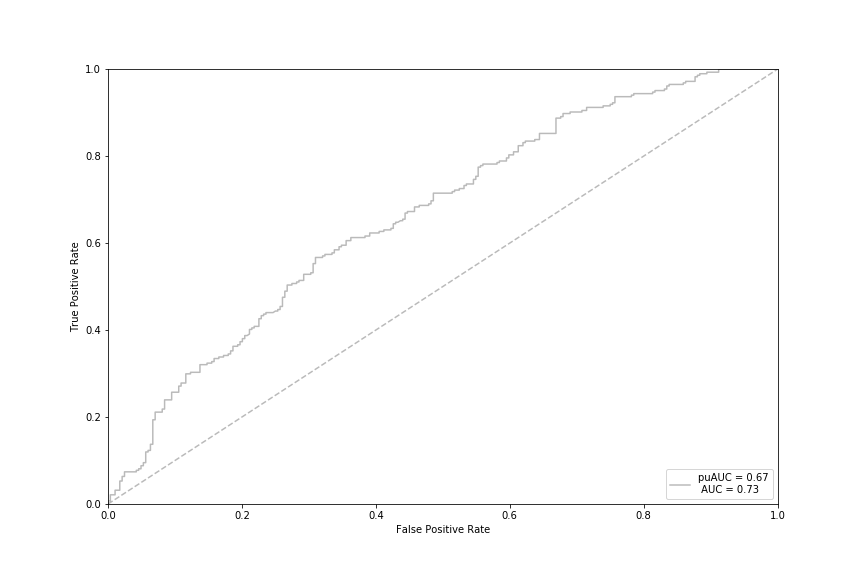 1.0
0.8
0.6
0.4
0.2
0.0
True Positive Rate
puAUC = 0.67
AUC = 0.73
0.0 0.2 0.4 0.6 0.8 1.0
False Positive Rate